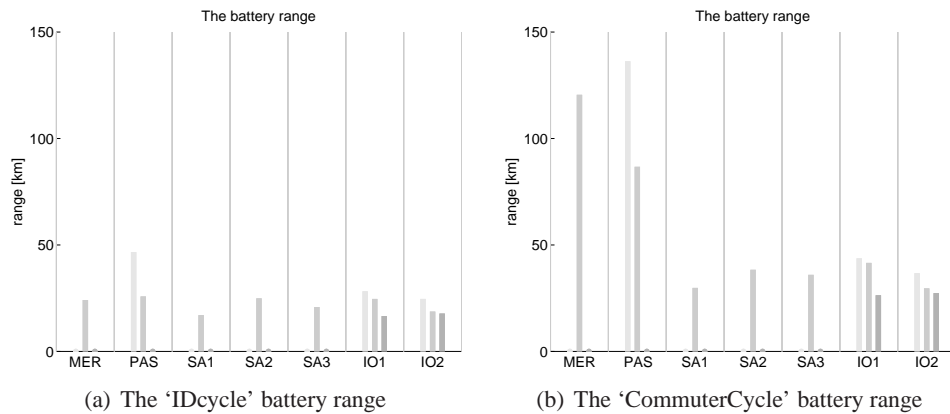 The battery range
150
100
50
0
range [km]
MER PAS SA1 SA2 SA3 IO1 IO2
(a) The ‘IDcycle’ battery range
The battery range
150
100
50
0
range [km]
MER PAS SA1 SA2 SA3 IO1 IO2
(b) The ‘CommuterCycle’ battery range